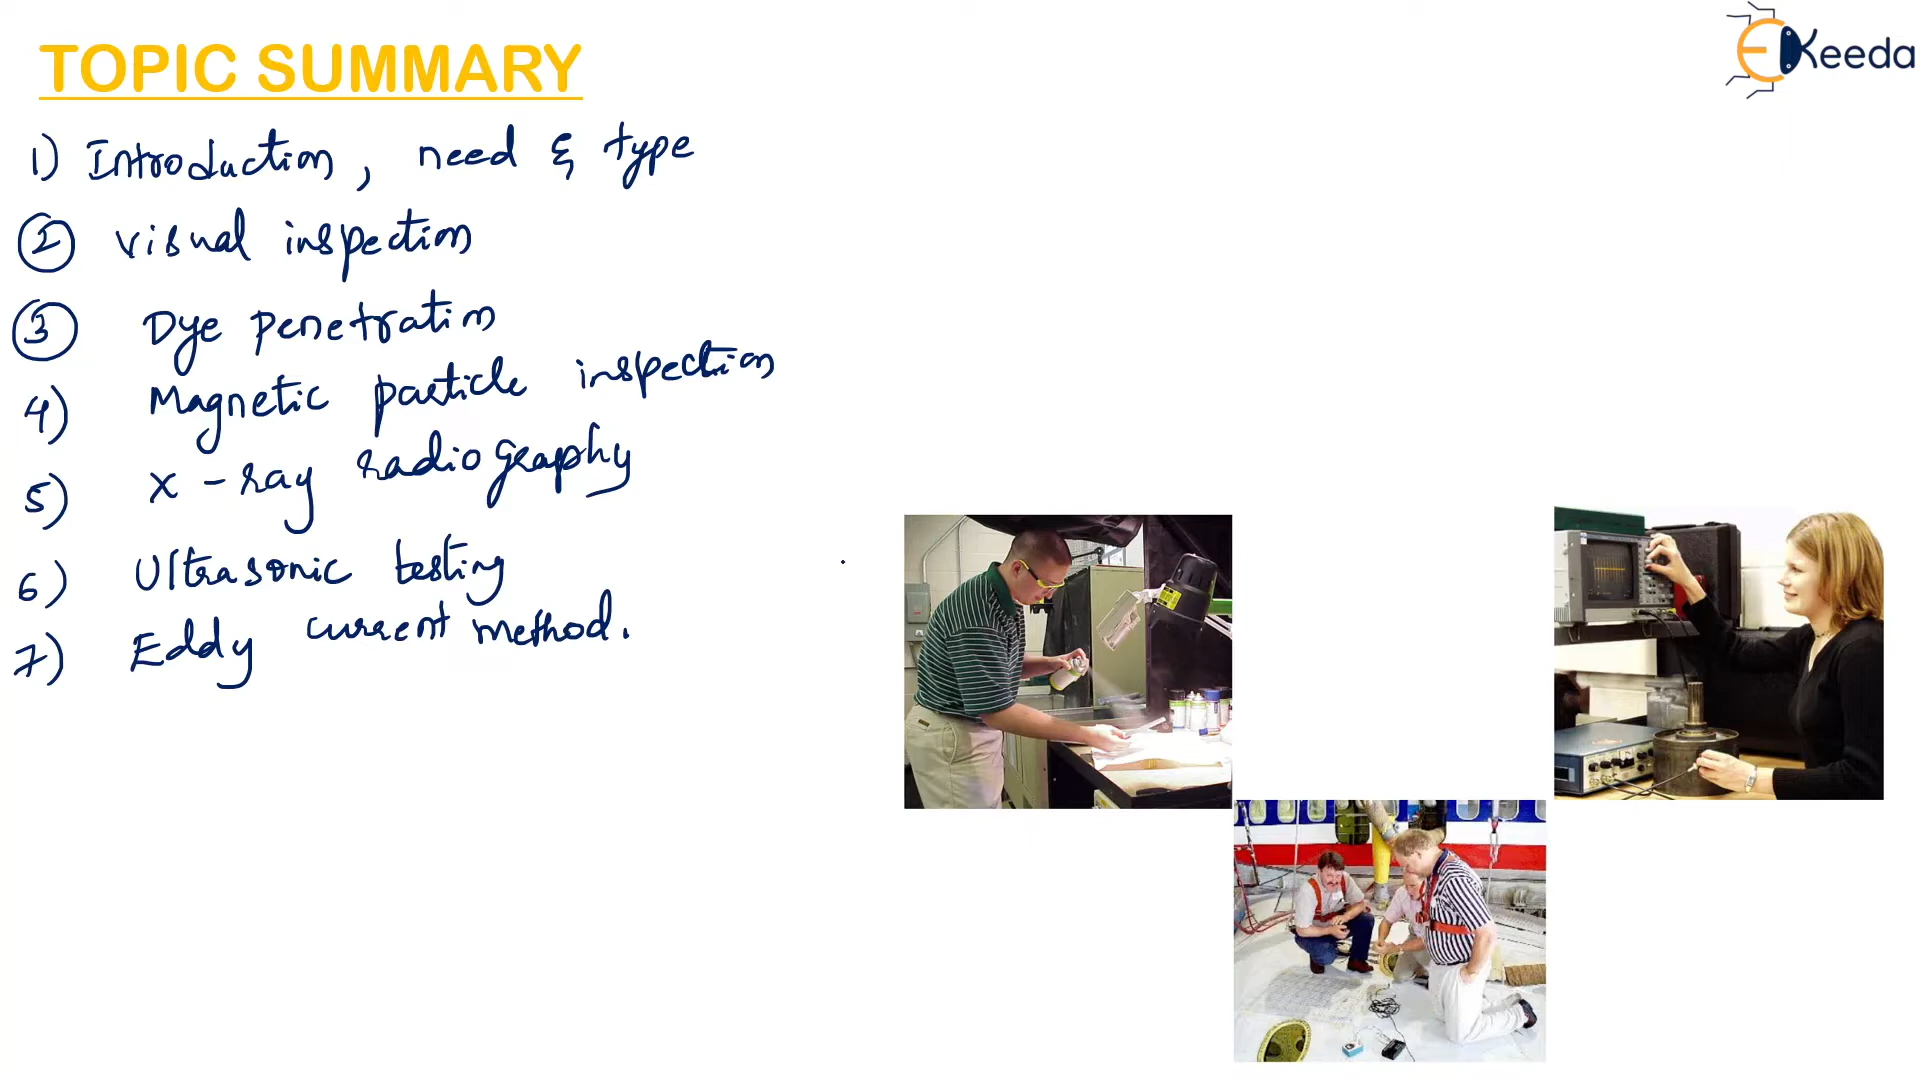 TOPIC SUMMARY
EKeeda
1) Introduction, need & type
2 visual inspection
3 Dye penetration
4) Magnetic particle inspection
5) X-ray radiography
6) Ultrasonic testing
7) Eddy current method.